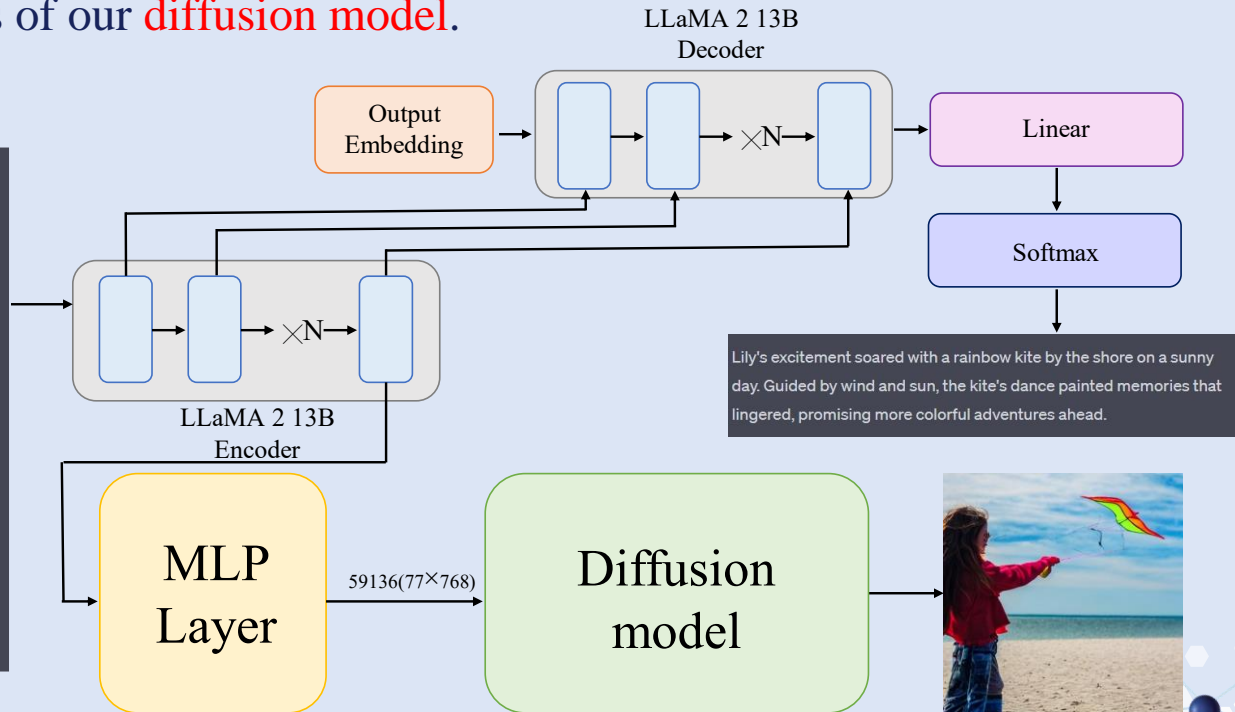 s of our diffusion model.
LLaMA 2 13B
Decoder
Output
Embedding
×N
Linear
Softmax
×N
LLaMA 2 13B
Encoder
Lily's excitement soared with a rainbow kite by the shore on a sunny
day. Guided by wind and sun, the kite's dance painted memories that
lingered, promising more colorful adventures ahead.
MLP
Layer
59136(77×768)
Diffusion
model